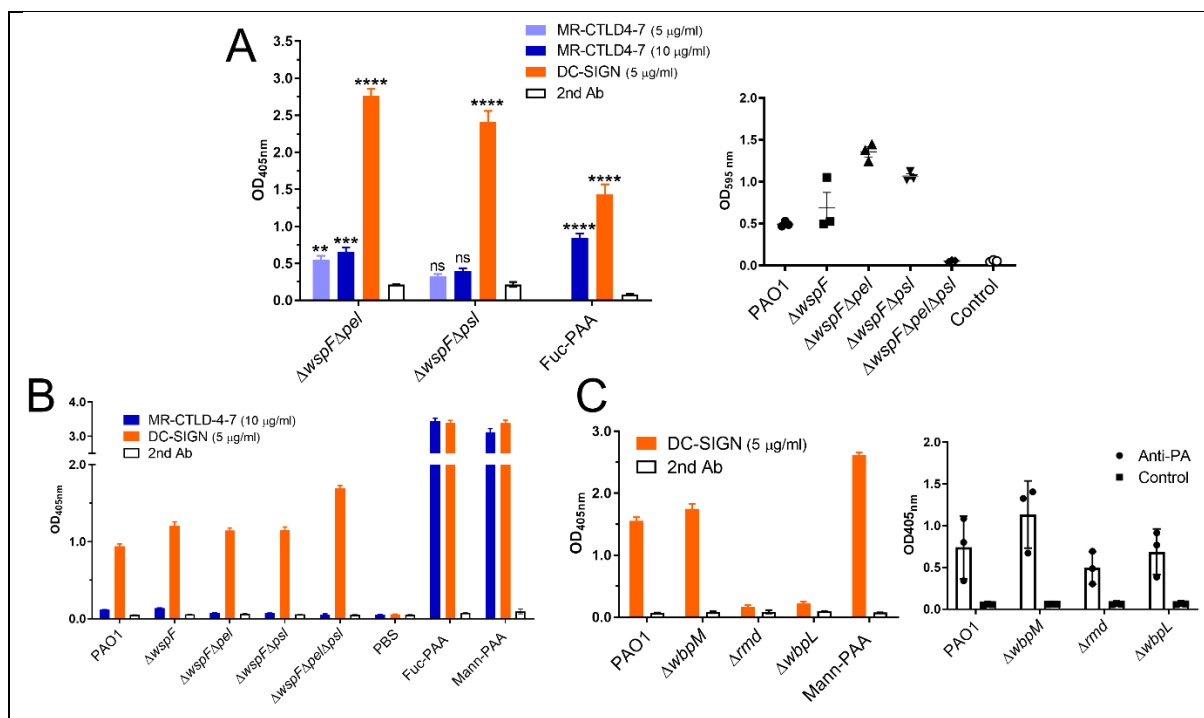 A
MR-CTLD4-7 (5 µg/ml)
MR-CTLD4-7 (10 µg/ml)
DC-SIGN (5 µg/ml)
2nd Ab
OD405nm
3.5
3.0
2.5
2.0
1.5
1.0
0.5
0.0
** *** ****
ns ns ****
**** ****
ΔwspFΔpel
ΔwspFΔpsl
Fuc-PAA
OD595 nm
2.0
1.5
1.0
0.5
0.0
PAO1
ΔwspF
ΔwspFΔpel
ΔwspFΔpsl
ΔwspFΔpelΔpsl
Control
B
MR-CTLD-4-7 (10 µg/ml)
DC-SIGN (5 µg/ml)
2nd Ab
OD405nm
4.0
3.0
2.0
1.0
0.0
PAO1
ΔwspF
ΔwspFΔpel
ΔwspFΔpsl
ΔwspFΔpelΔpsl
PBS
Fuc-PAA
Mann-PAA
C
DC-SIGN (5 µg/ml)
2nd Ab
OD405nm
3.0
2.0
1.0
0.0
PAO1
ΔwbpM
Δrmd
ΔwbpL
Mann-PAA
Anti-PA
Control
OD405nm
2.0
1.5
1.0
0.5
0.0
PAO1
ΔwbpM
Δrmd
ΔwbpL